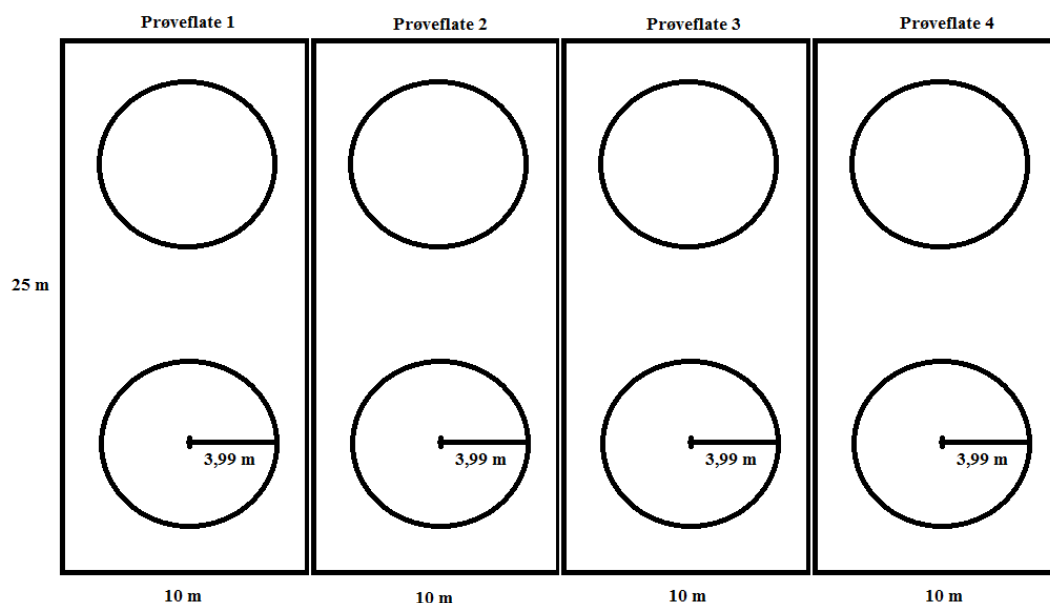 Prøveflate 1
Prøveflate 2
Prøveflate 3
Prøveflate 4
25 m
3,99 m
3,99 m
3,99 m
3,99 m
10 m
10 m
10 m
10 m